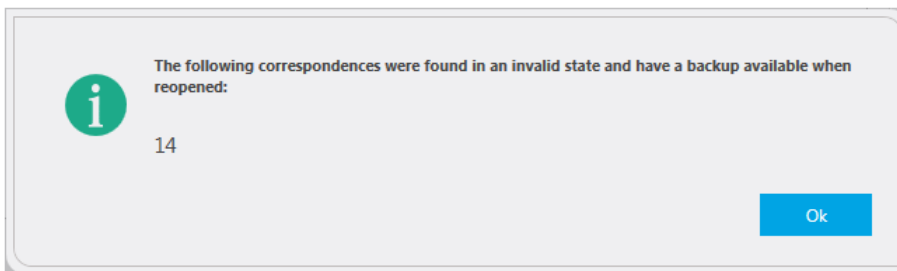 The following correspondences were found in an invalid state and have a backup available when
reopened:
14
Ok